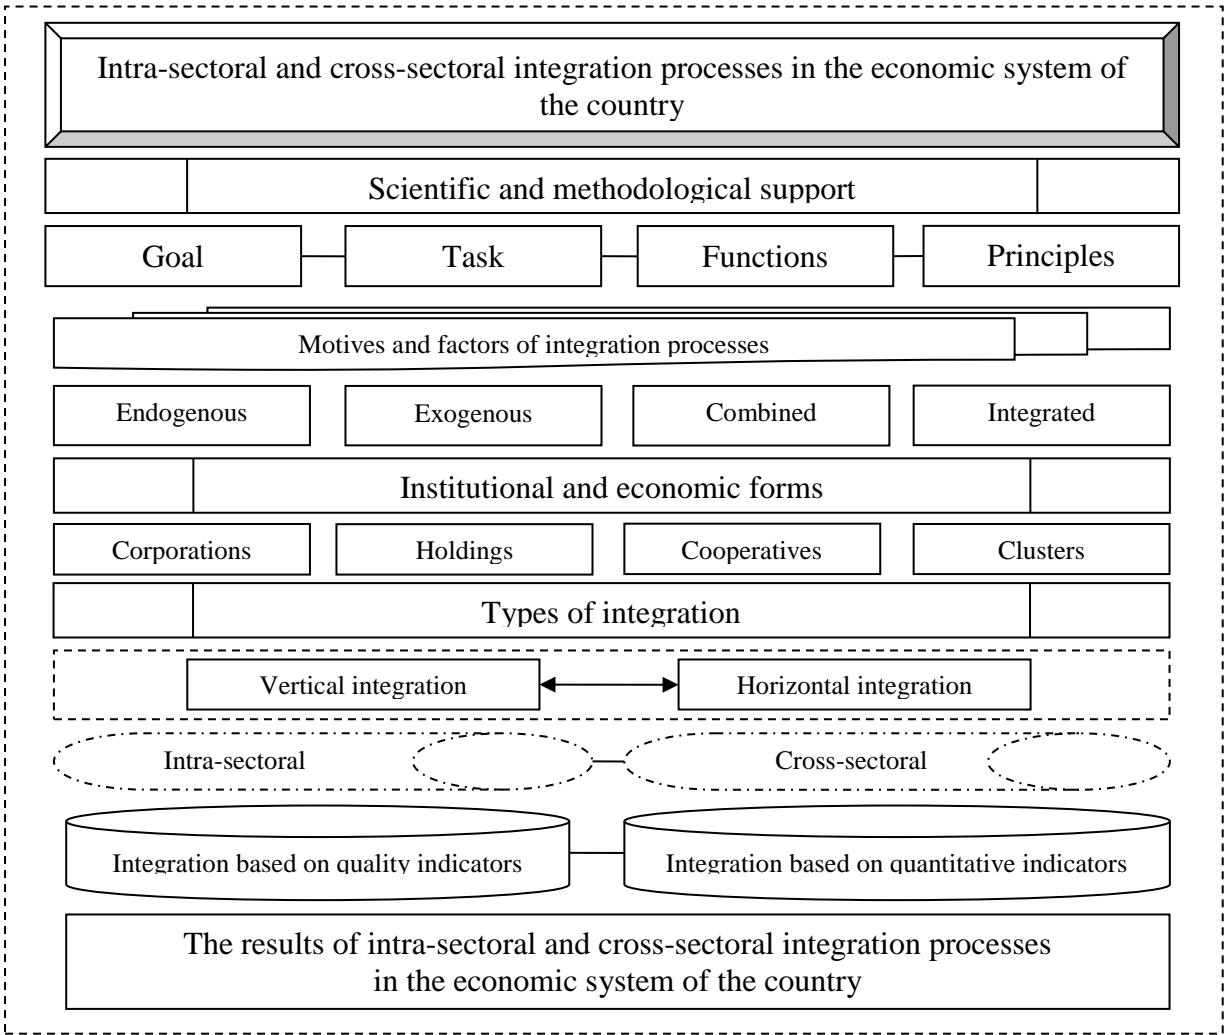 Intra-sectoral and cross-sectoral integration processes in the economic system of
the country
Scientific and methodological support
Goal
Task
Functions
Principles
Motives and factors of integration processes
Endogenous
Exogenous
Combined
Integrated
Institutional and economic forms
Corporations
Holdings
Cooperatives
Clusters
Types of integration
Vertical integration
Horizontal integration
Intra-sectoral
Cross-sectoral
Integration based on quality indicators
Integration based on quantitative indicators
The results of intra-sectoral and cross-sectoral integration processes
in the economic system of the country